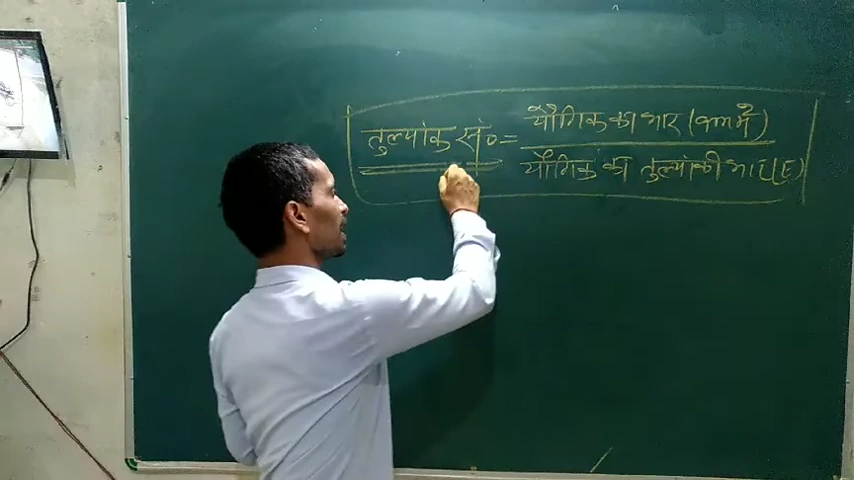 तुल्यांक सं० = 
यौगिक का भार (ग्राम में)
यौगिक का तुल्यांकी भार (E)